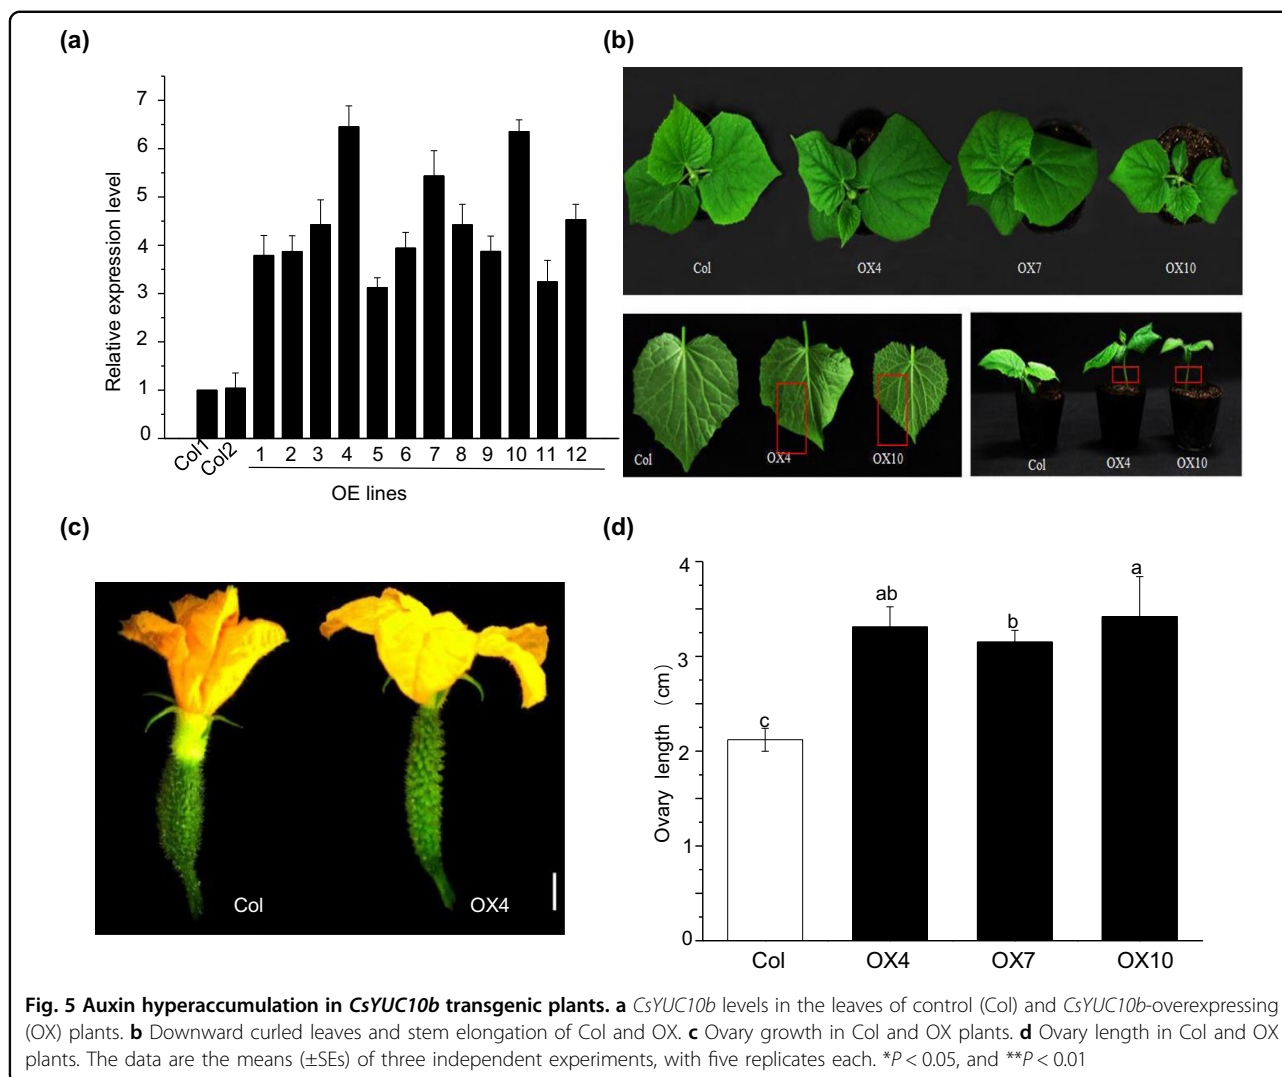 (a)
Relative expression level
7
6
5
4
3
2
1
0
Col1 Col2 1 2 3 4 5 6 7 8 9 10 11 12
OE lines
(b)
Col OX4 OX7 OX10
Col OX4 OX10
Col OX4 OX10
(c)
Col OX4
(d)
Ovary length (cm)
4
3
2
1
0
c ab b a
Col OX4 OX7 OX10
Fig. 5 Auxin hyperaccumulation in CsYUC10b transgenic plants. a CsYUC10b levels in the leaves of control (Col) and CsYUC10b-overexpressing
(OX) plants. b Downward curled leaves and stem elongation of Col and OX. c Ovary growth in Col and OX plants. d Ovary length in Col and OX
plants. The data are the means (±SEs) of three independent experiments, with five replicates each. *P < 0.05, and **P < 0.01